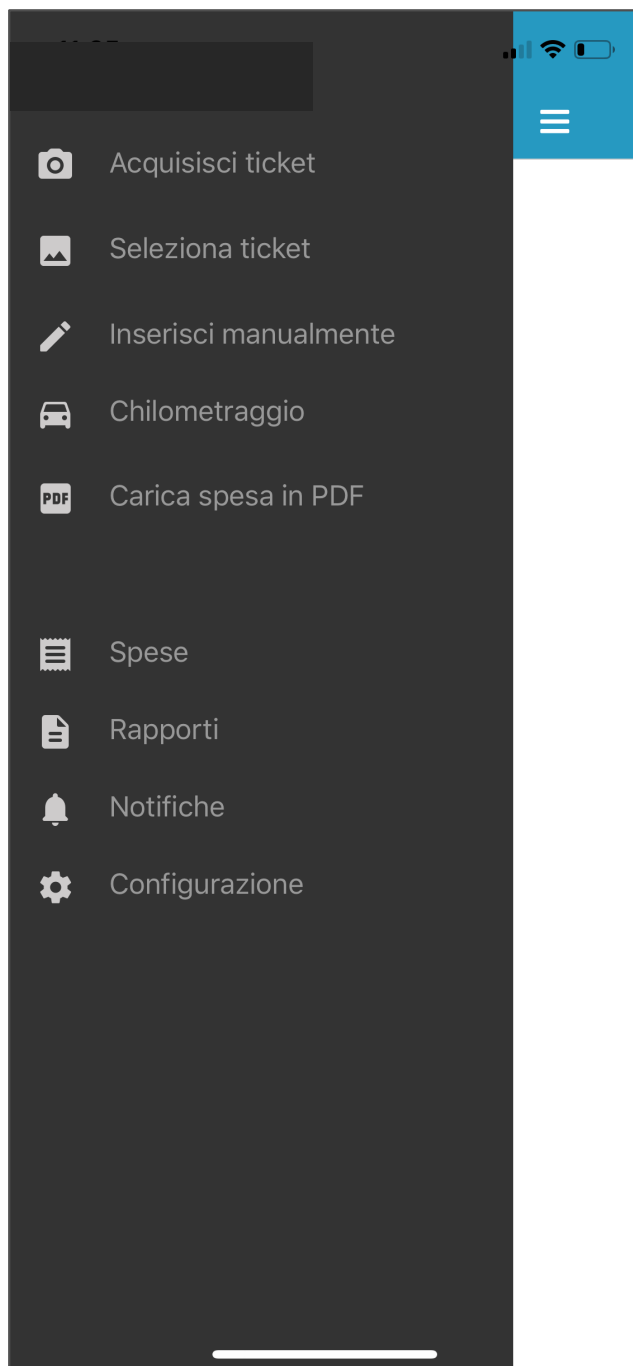 Acquisisci ticket
Seleziona ticket
Inserisci manualmente
Chilometraggio
PDF Carica spesa in PDF
Spese
Rapporti
Notifiche
Configurazione